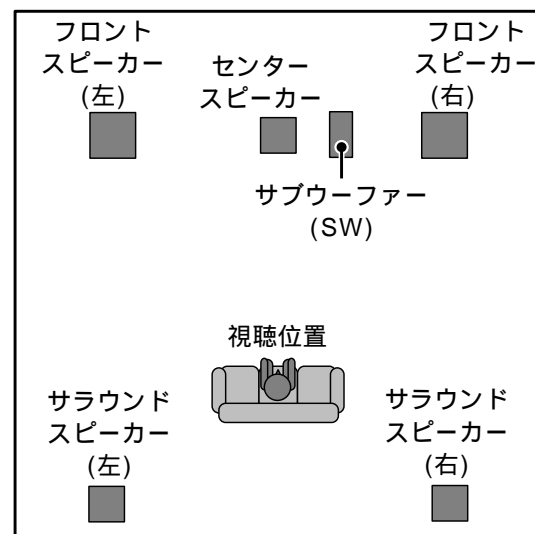 フロント
スピーカー
(左)
センター
スピーカー
フロント
スピーカー
(右)
サブウーファー
(SW)
視聴位置
サラウンド
スピーカー
(左)
サラウンド
スピーカー
(右)